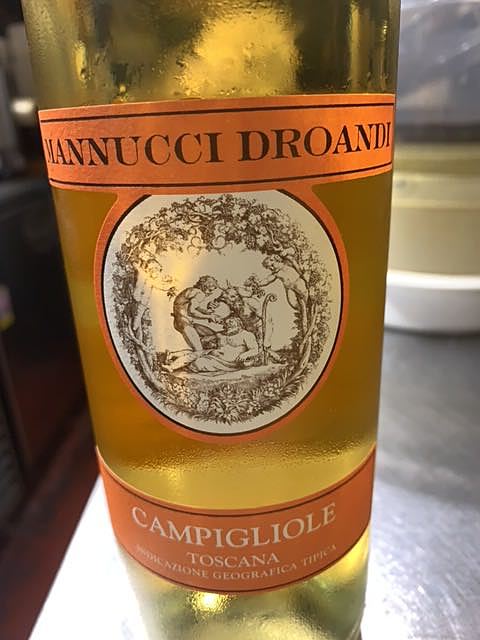 MANNUCCI DROANDI
CAMPIGLIOLE
TOSCANA
INDICAZIONE GEOGRAFICA TIPICA